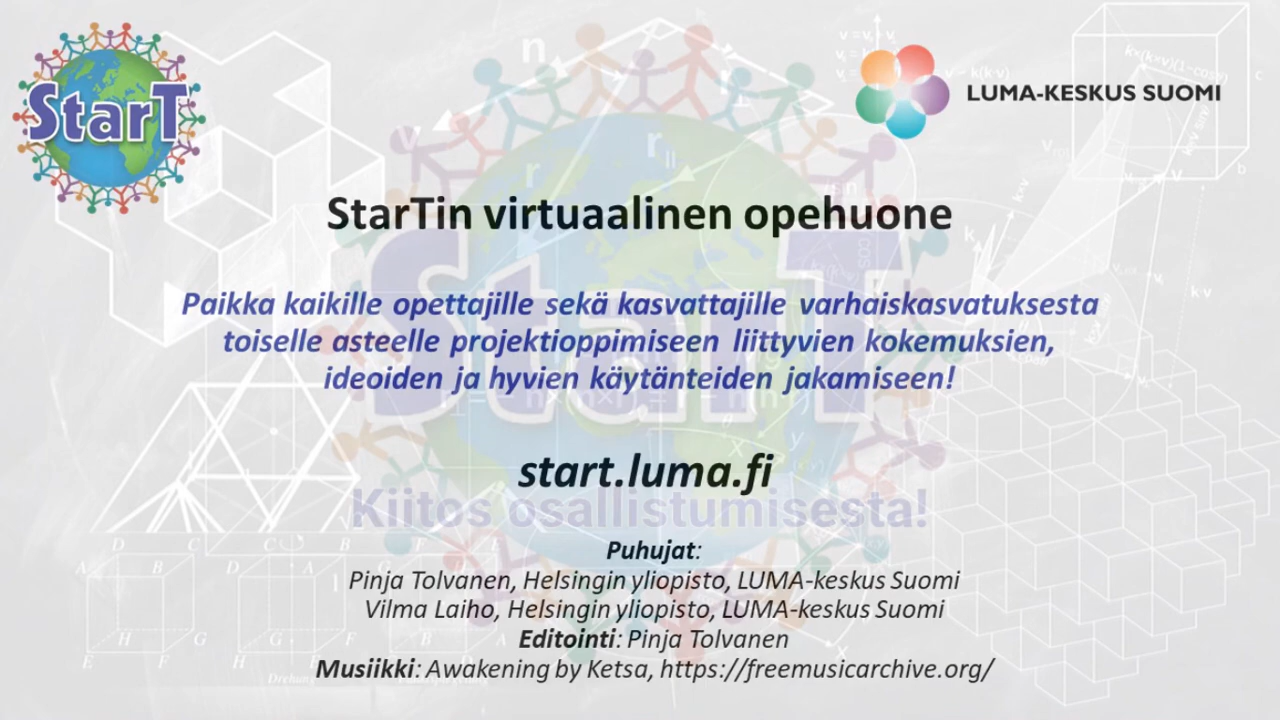 StarT
LUMA-KESKUS SUOMI
StarTin virtuaalinen opehuone
Paikka kaikille opettajille sekä kasvattajille varhaiskasvatuksesta
toiselle asteelle projektioppimiseen liittyvien kokemuksien,
ideoiden ja hyvien käytänteiden jakamiseen!
start.luma.fi
Kiitos osallistumisesta!
Puhujat:
Pinja Tolvanen, Helsingin yliopisto, LUMA-keskus Suomi
Vilma Laiho, Helsingin yliopisto, LUMA-keskus Suomi
Editointi: Pinja Tolvanen
Musiikki: Awakening by Ketsa, https://freemusicarchive.org/